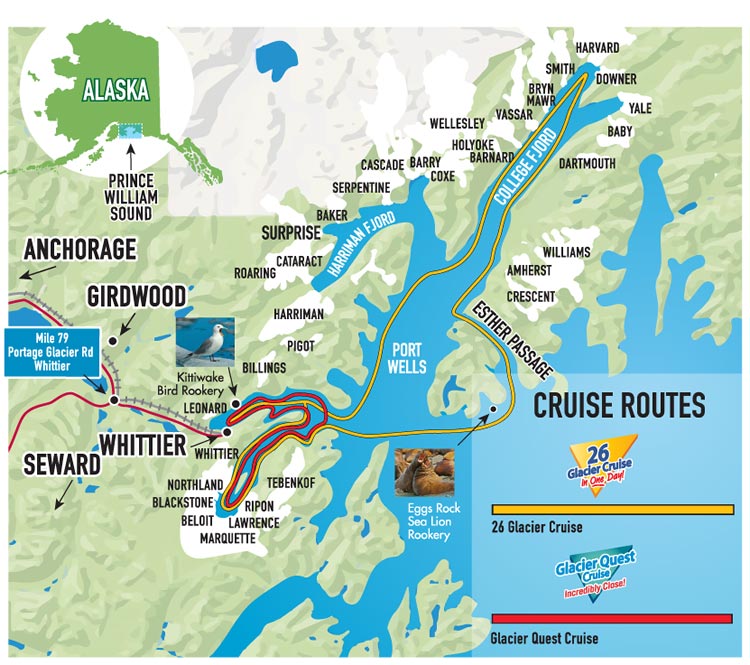 ALASKA
PRINCE
WILLIAM
SOUND
HARVARD
SMITH
DOWNER
BRYN
MAWR
YALE
VASSAR
BABY
WELLESLEY
HOLYOKE
BARNARD
DARTMOUTH
CASCADE
BARRY
COXE
SERPENTINE
COLLEGE FJORD
BAKER
SURPRISE
HARRIMAN FJORD
CATARACT
ROARING
WILLIAMS
AMHERST
CRESCENT
ANCHORAGE
GIRDWOOD
HARRIMAN
PIGOT
ESTHER PASSAGE
Mile 79
Portage Glacier Rd
Whittier
PORT
WELLS
BILLINGS
Kittiwake
Bird Rookery
LEONARD
WHITTIER
WHITTIER
SEWARD
CRUISE ROUTES
NORTHLAND
TEBENKOF
BLACKSTONE
RIPON
BELOIT
LAWRENCE
MARQUETTE
Eggs Rock
Sea Lion
Rookery
26
Glacier Cruise
in One Day!
26 Glacier Cruise
Glacier Quest
Cruise
Incredibly Close!
Glacier Quest Cruise